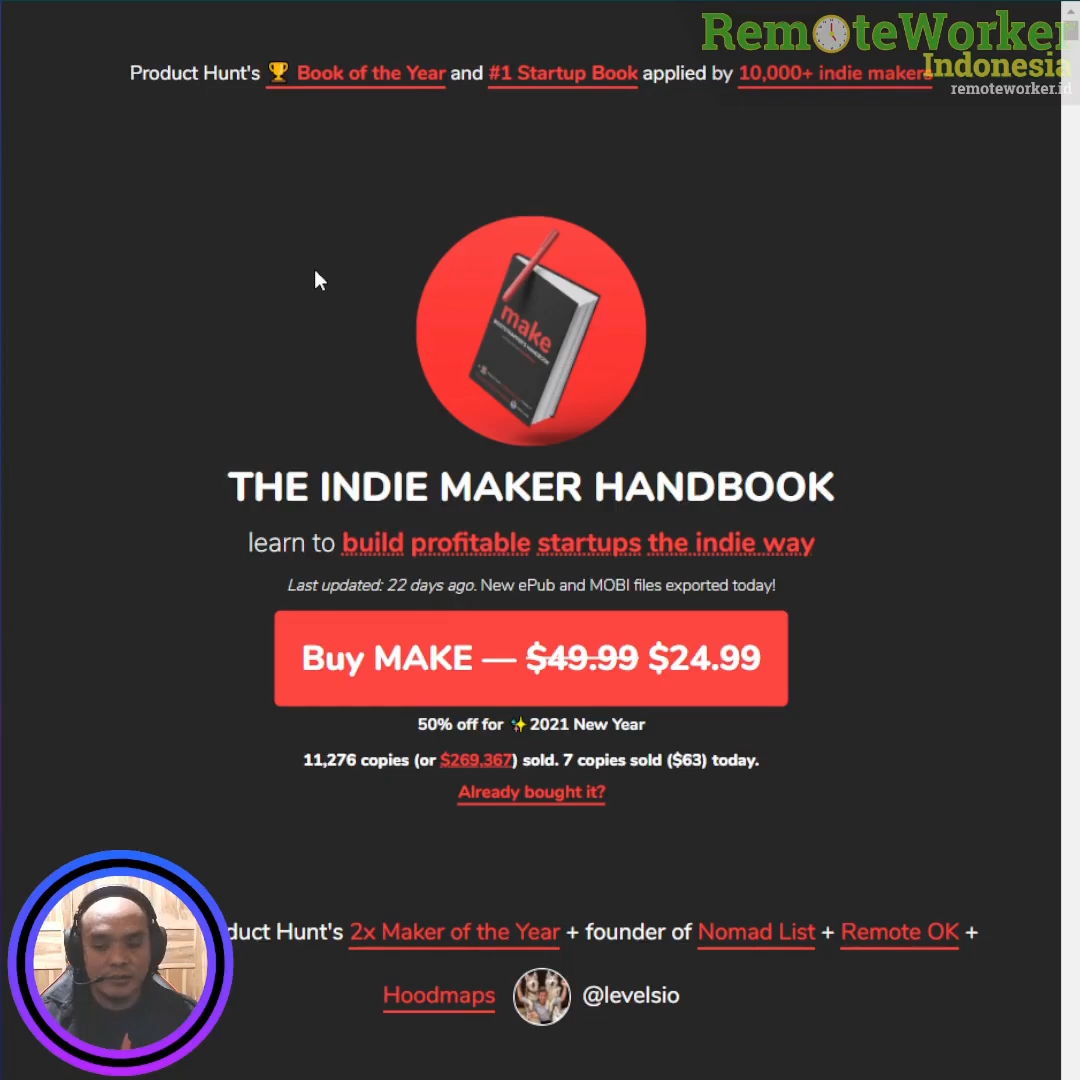 RemoteWorker
Indonesia
remoteworker.id
Product Hunt's 🏆 Book of the Year and #1 Startup Book applied by 10,000+ indie makers
make
BOOTSTRAPPER'S HANDBOOK
THE INDIE MAKER HANDBOOK
learn to build profitable startups the indie way
Last updated: 22 days ago. New ePub and MOBI files exported today!
Buy MAKE — $49.99 $24.99
50% off for ✨ 2021 New Year
11,276 copies (or $269,367) sold. 7 copies sold ($63) today.
Already bought it?
duct Hunt's 2x Maker of the Year + founder of Nomad List + Remote OK +
Hoodmaps @levelsio